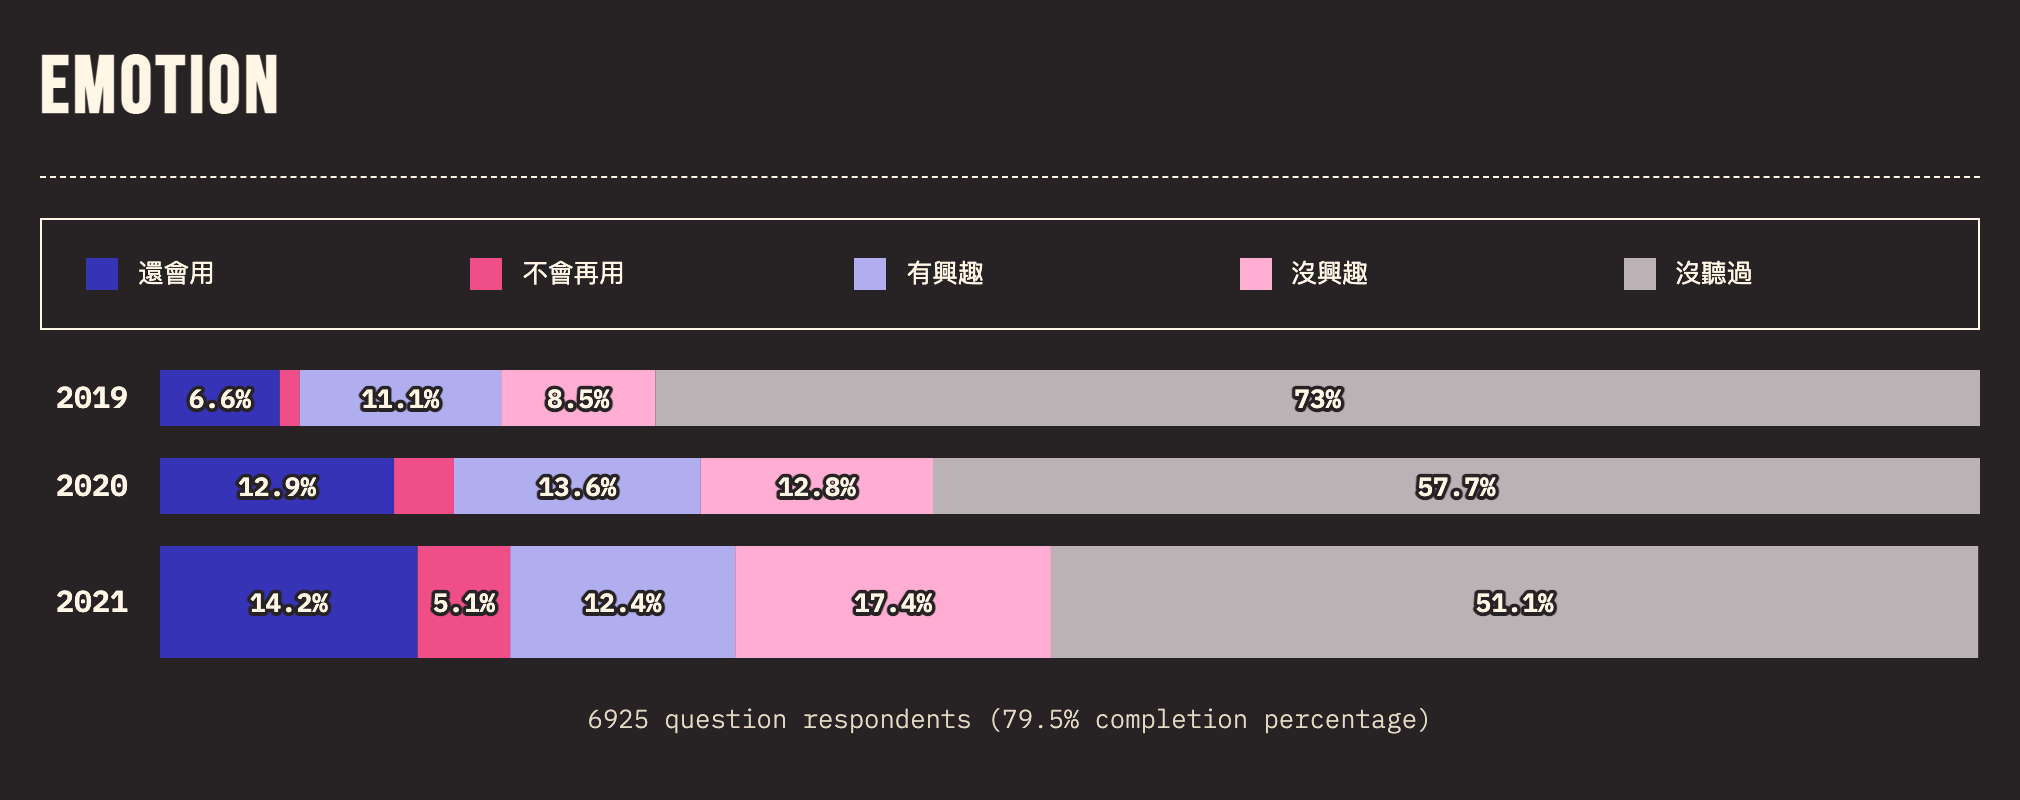 EMOTION
還會用 不會再用 有興趣 沒興趣 沒聽過
2019 6.6% 11.1% 8.5% 73%
2020 12.9% 13.6% 12.8% 57.7%
2021 14.2% 5.1% 12.4% 17.4% 51.1%
6925 question respondents (79.5% completion percentage)